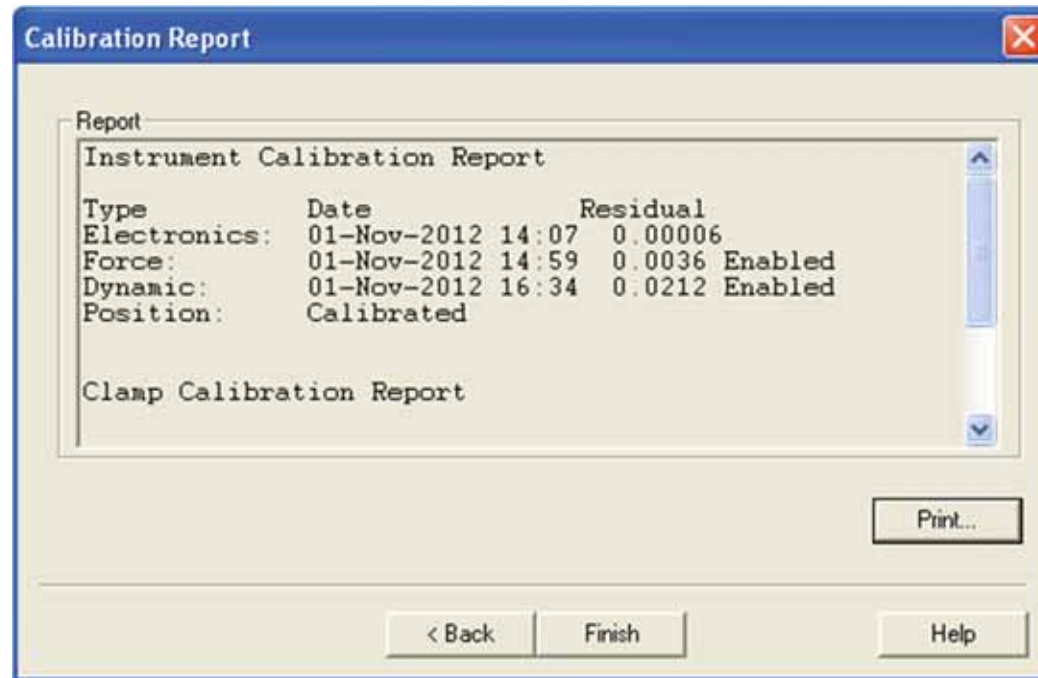 Calibration Report
Report
Instrument Calibration Report
Type Date Residual
Electronics: 01-Nov-2012 14:07 0.00006
Force: 01-Nov-2012 14:59 0.0036 Enabled
Dynamic: 01-Nov-2012 16:34 0.0212 Enabled
Position: Calibrated
Clamp Calibration Report
Print...
< Back Finish Help